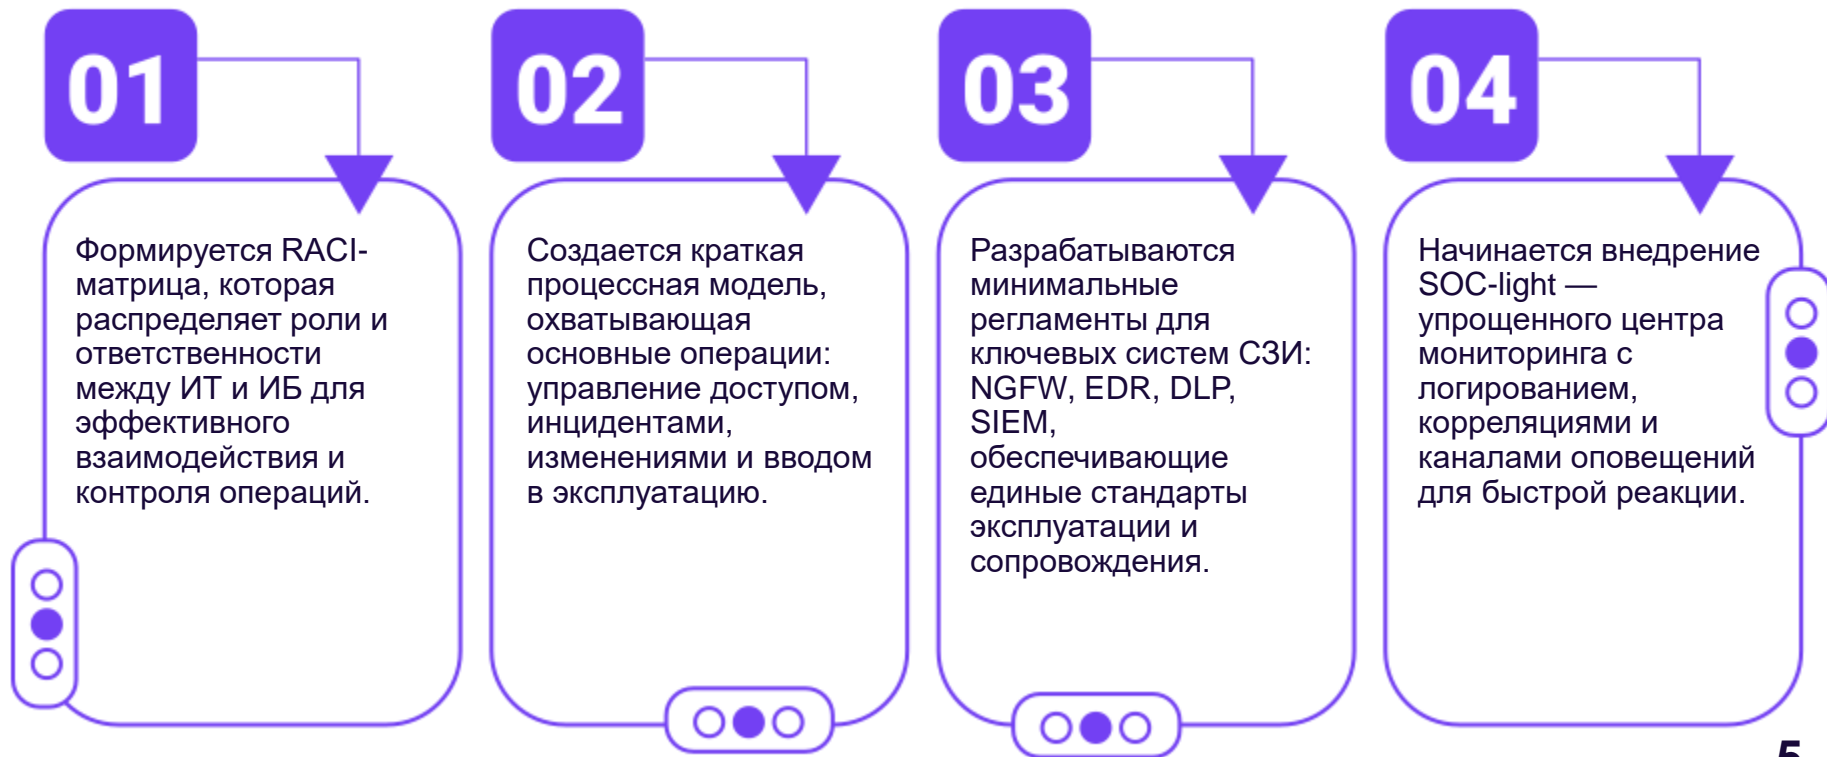 01
Формируется RACI-
матрица, которая
распределяет роли и
ответственности
между ИТ и ИБ для
эффективного
взаимодействия и
контроля операций.
02
Создается краткая
процессная модель,
охватывающая
основные операции:
управление доступом,
инцидентами,
изменениями и вводом
в эксплуатацию.
03
Разрабатываются
минимальные
регламенты для
ключевых систем СЗИ:
NGFW, EDR, DLP,
SIEM,
обеспечивающие
единые стандарты
эксплуатации и
сопровождения.
04
Начинается внедрение
SOC-light —
упрощенного центра
мониторинга с
логированием,
корреляциями и
каналами оповещений
для быстрой реакции.
5